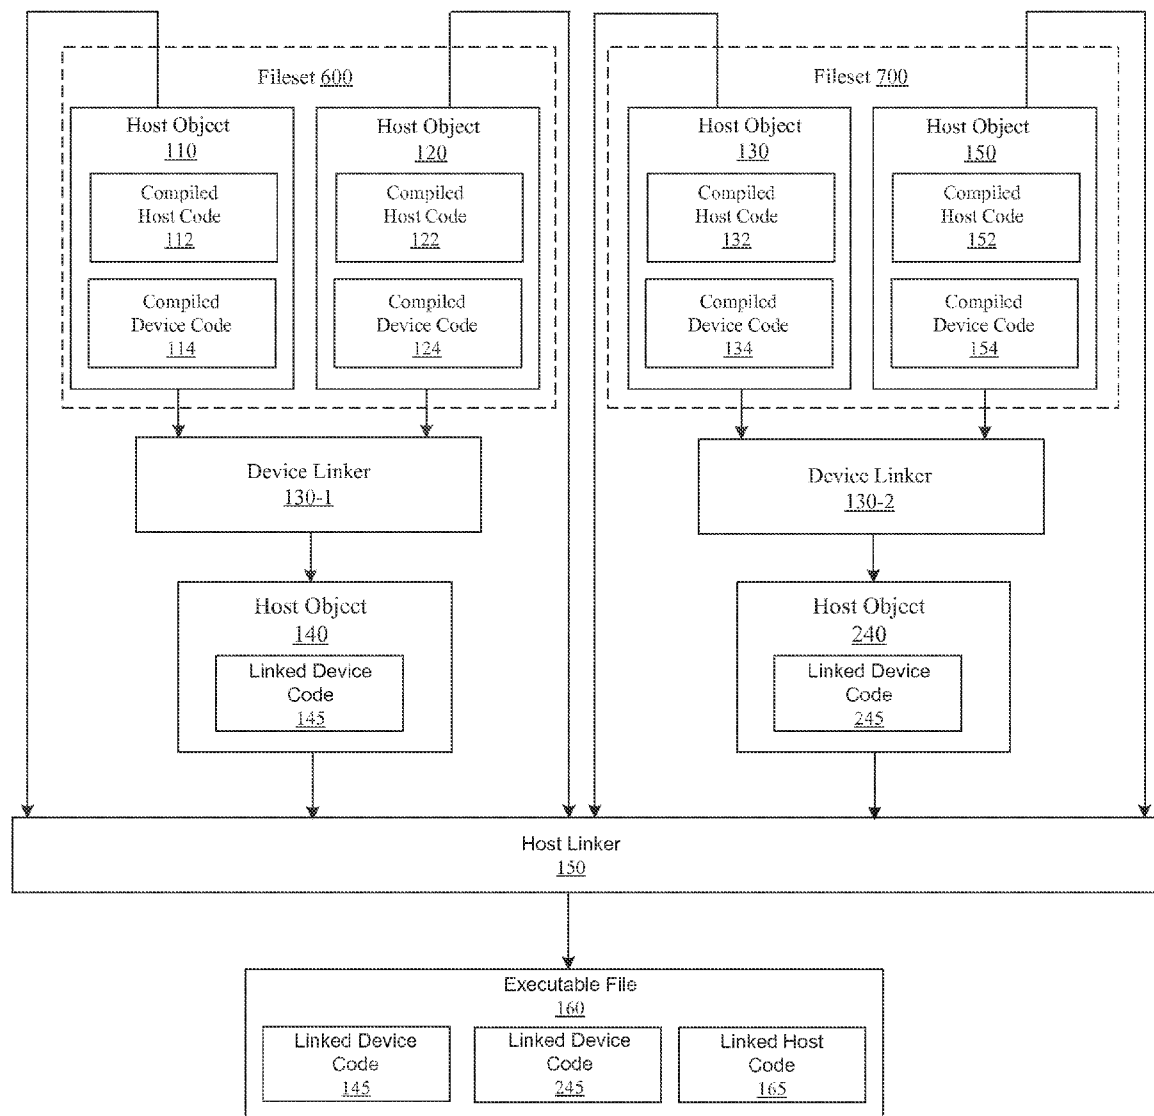 Fileset 600
Host Object
110
Compiled
Host Code
112
Compiled
Device Code
114
Host Object
120
Compiled
Host Code
122
Compiled
Device Code
124
Fileset 700
Host Object
130
Compiled
Host Code
132
Compiled
Device Code
134
Host Object
150
Compiled
Host Code
152
Compiled
Device Code
154
Device Linker
130-1
Device Linker
130-2
Host Object
140
Linked Device
Code
145
Host Object
240
Linked Device
Code
245
Host Linker
150
Executable File
160
Linked Device
Code
145
Linked Device
Code
245
Linked Host
Code
165